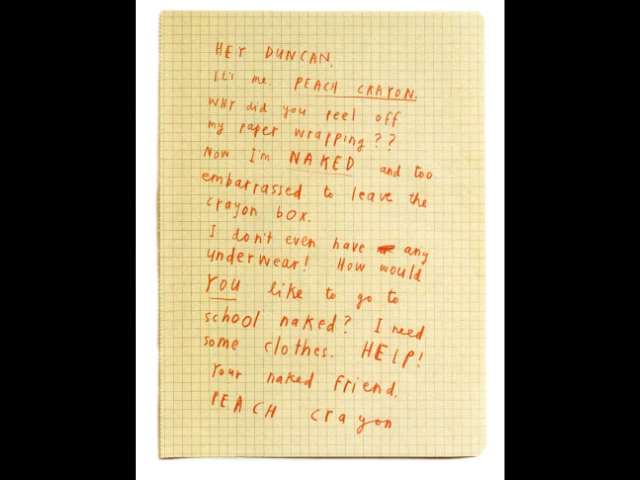 HEY DUNCAN,
It's me, PEACH CRAYON.
WHY did you peel off
my paper wrapping??
Now I'm NAKED and too
embarrassed to leave the
crayon box.
I don't even have any
underwear! How would
YOU like to go to
school naked? I need
some clothes. HELP!
Your naked friend,
PEACH crayon